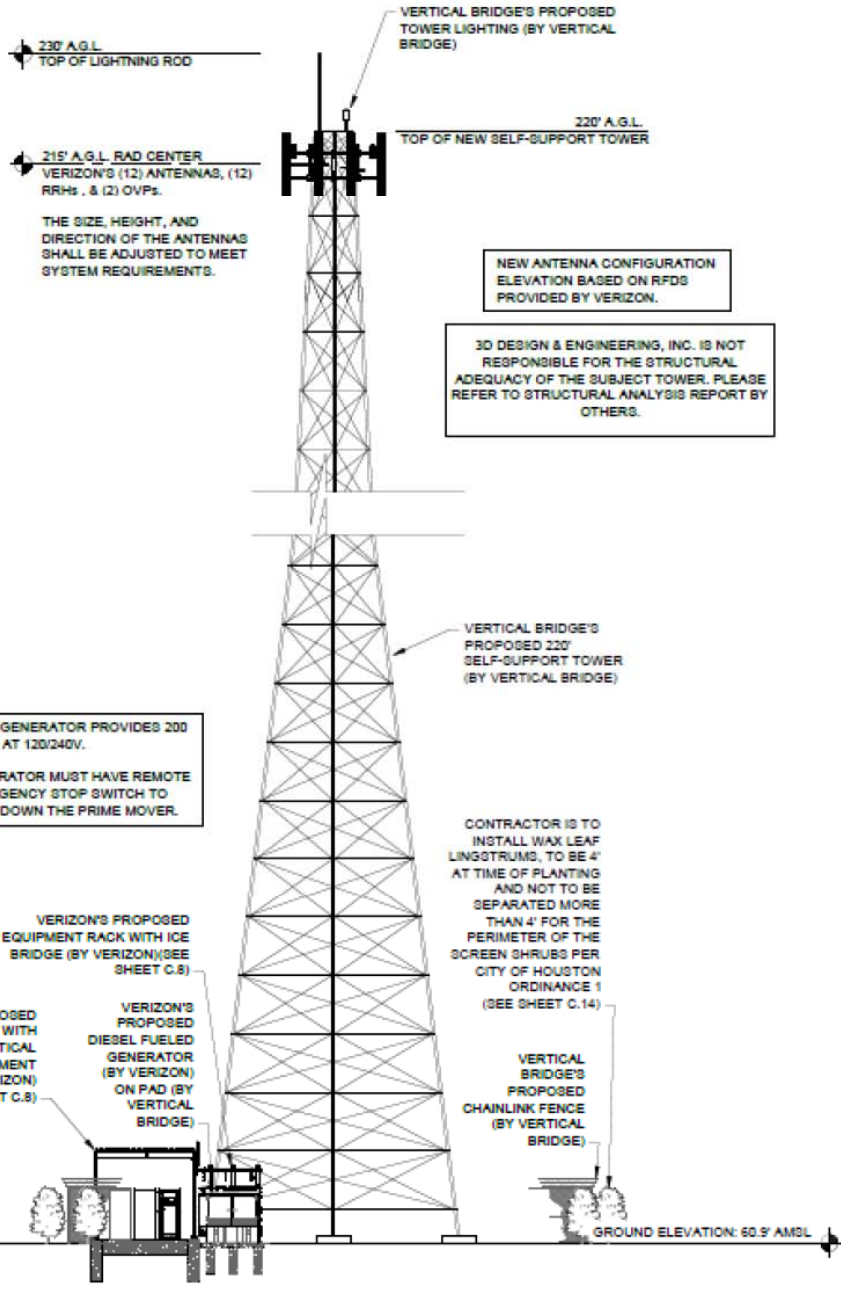 VERTICAL BRIDGE'S PROPOSED
TOWER LIGHTING (BY VERTICAL
BRIDGE)
230' A.G.L.
TOP OF LIGHTNING ROD
220' A.G.L.
TOP OF NEW SELF-SUPPORT TOWER
215' A.G.L. RAD CENTER
VERIZON'S (12) ANTENNAS, (12)
RRHs , & (2) OVPs.
THE SIZE, HEIGHT, AND
DIRECTION OF THE ANTENNAS
SHALL BE ADJUSTED TO MEET
SYSTEM REQUIREMENTS.
NEW ANTENNA CONFIGURATION
ELEVATION BASED ON RFDS
PROVIDED BY VERIZON.
3D DESIGN & ENGINEERING, INC. IS NOT
RESPONSIBLE FOR THE STRUCTURAL
ADEQUACY OF THE SUBJECT TOWER. PLEASE
REFER TO STRUCTURAL ANALYSIS REPORT BY
OTHERS.
VERTICAL BRIDGE'S
PROPOSED 220'
SELF-SUPPORT TOWER
(BY VERTICAL BRIDGE)
GENERATOR PROVIDES 200
AT 120/240V.
RATOR MUST HAVE REMOTE
GENCY STOP SWITCH TO
DOWN THE PRIME MOVER.
CONTRACTOR IS TO
INSTALL WAX LEAF
LINGSTRUMS, TO BE 4'
AT TIME OF PLANTING
AND NOT TO BE
SEPARATED MORE
THAN 4' FOR THE
PERIMETER OF THE
SCREEN SHRUBS PER
CITY OF HOUSTON
ORDINANCE 1
(SEE SHEET C.14)
VERIZON'S PROPOSED
EQUIPMENT RACK WITH ICE
BRIDGE (BY VERIZON)(SEE
SHEET C.8)
OSED
WITH
TICAL
MENT
IZON)
T C.8)
VERIZON'S
PROPOSED
DIESEL FUELED
GENERATOR
(BY VERIZON)
ON PAD (BY
VERTICAL
BRIDGE)
VERTICAL
BRIDGE'S
PROPOSED
CHAINLINK FENCE
(BY VERTICAL
BRIDGE)
GROUND ELEVATION: 60.9' AMSL